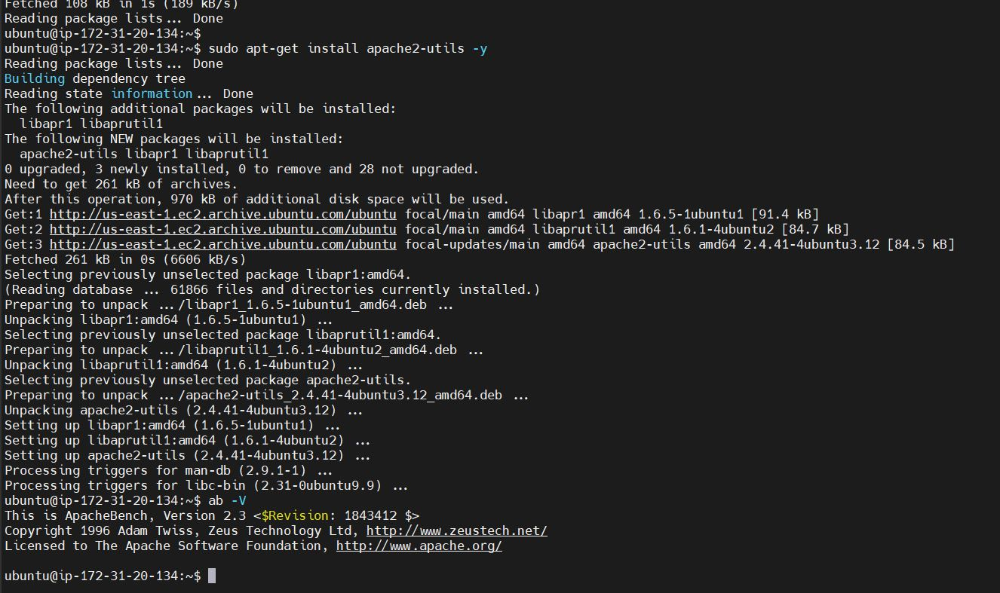 Fetched 108 kB in 1s (189 kB/s)
Reading package lists... Done
ubuntu@ip-172-31-20-134:~$
ubuntu@ip-172-31-20-134:~$ sudo apt-get install apache2-utils -y
Reading package lists... Done
Building dependency tree
Reading state information... Done
The following additional packages will be installed:
  libapr1 libaprutil1
The following NEW packages will be installed:
  apache2-utils libapr1 libaprutil1
0 upgraded, 3 newly installed, 0 to remove and 28 not upgraded.
Need to get 261 kB of archives.
After this operation, 970 kB of additional disk space will be used.
Get:1 http://us-east-1.ec2.archive.ubuntu.com/ubuntu focal/main amd64 libapr1 amd64 1.6.5-1ubuntu1 [91.4 kB]
Get:2 http://us-east-1.ec2.archive.ubuntu.com/ubuntu focal/main amd64 libaprutil1 amd64 1.6.1-4ubuntu2 [84.7 kB]
Get:3 http://us-east-1.ec2.archive.ubuntu.com/ubuntu focal-updates/main amd64 apache2-utils amd64 2.4.41-4ubuntu3.12 [84.5 kB]
Fetched 261 kB in 0s (6606 kB/s)
Selecting previously unselected package libapr1:amd64.
(Reading database ... 61866 files and directories currently installed.)
Preparing to unpack .../libapr1_1.6.5-1ubuntu1_amd64.deb ...
Unpacking libapr1:amd64 (1.6.5-1ubuntu1) ...
Selecting previously unselected package libaprutil1:amd64.
Preparing to unpack .../libaprutil1_1.6.1-4ubuntu2_amd64.deb ...
Unpacking libaprutil1:amd64 (1.6.1-4ubuntu2) ...
Selecting previously unselected package apache2-utils.
Preparing to unpack .../apache2-utils_2.4.41-4ubuntu3.12_amd64.deb ...
Unpacking apache2-utils (2.4.41-4ubuntu3.12) ...
Setting up libapr1:amd64 (1.6.5-1ubuntu1) ...
Setting up libaprutil1:amd64 (1.6.1-4ubuntu2) ...
Setting up apache2-utils (2.4.41-4ubuntu3.12) ...
Processing triggers for man-db (2.9.1-1) ...
Processing triggers for libc-bin (2.31-0ubuntu9.9) ...
ubuntu@ip-172-31-20-134:~$ ab -V
This is ApacheBench, Version 2.3 <$Revision: 1843412 $>
Copyright 1996 Adam Twiss, Zeus Technology Ltd, http://www.zeustech.net/
Licensed to The Apache Software Foundation, http://www.apache.org/
ubuntu@ip-172-31-20-134:~$